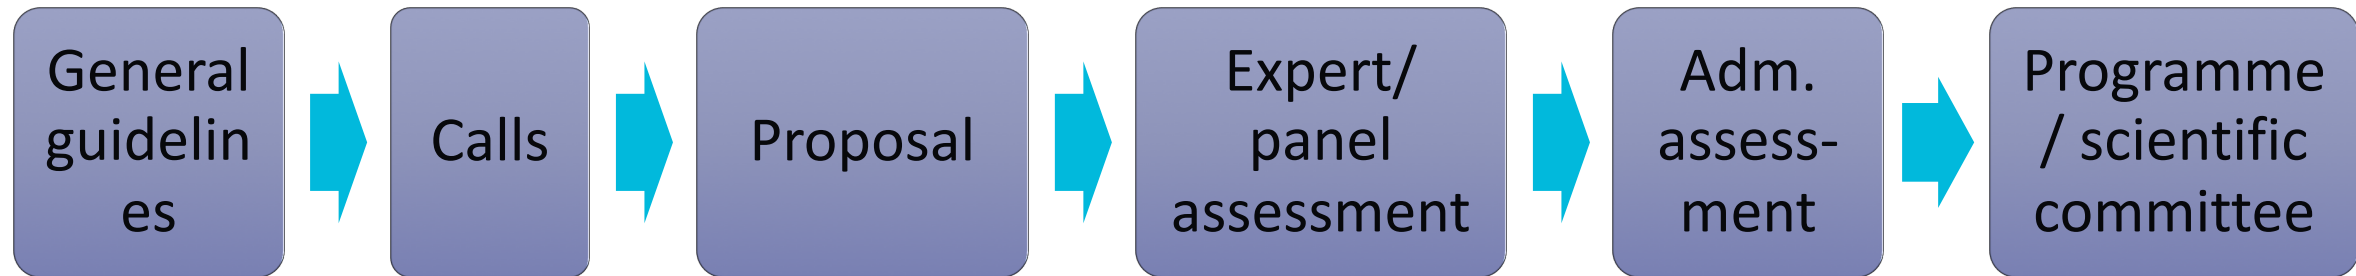 General
guidelin
es
Calls
Proposal
Expert/
panel
assessment
Adm.
assess-
ment
Programme
/ scientific
committee